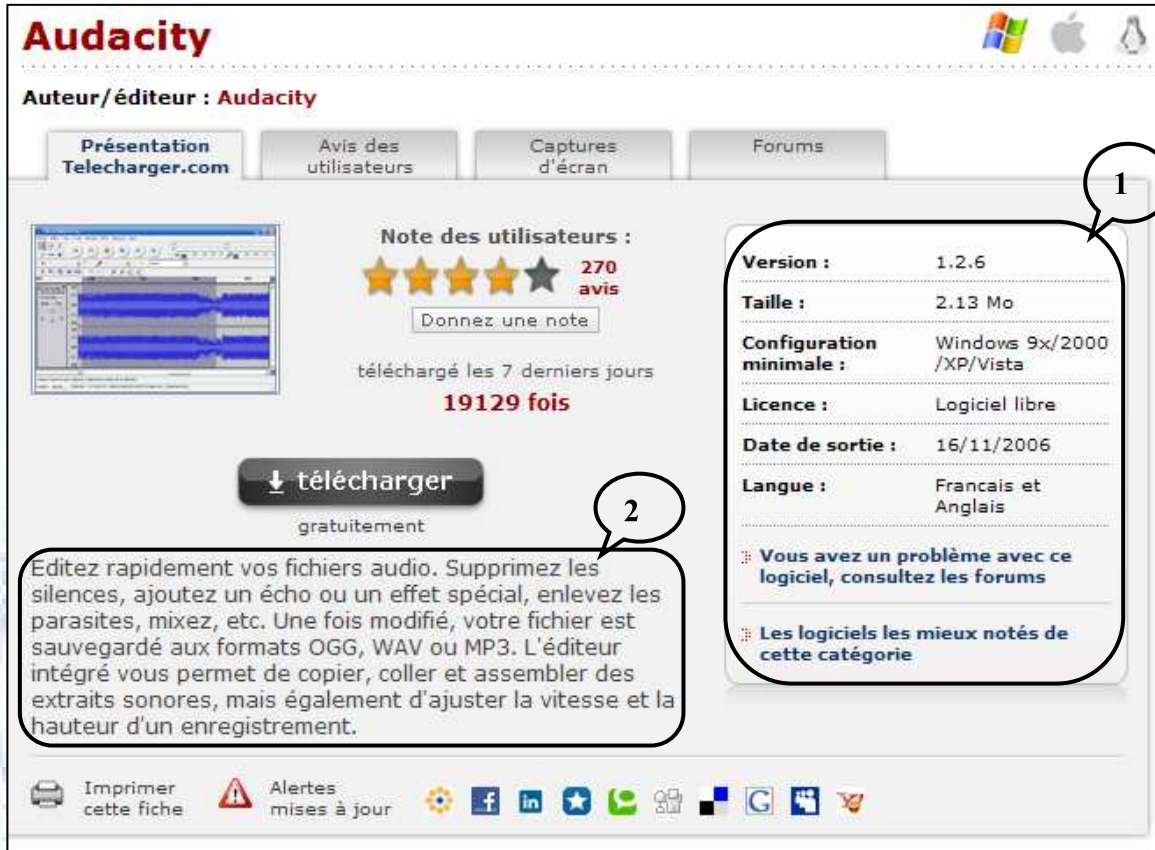 Audacity
Auteur/éditeur : Audacity
Présentation
Telecharger.com
Avis des
utilisateurs
Captures
d'écran
Forums
1
Note des utilisateurs :
270
avis
Donnez une note
téléchargé les 7 derniers jours
19129 fois
télécharger
gratuitement
2
Editez rapidement vos fichiers audio. Supprimez les
silences, ajoutez un écho ou un effet spécial, enlevez les
parasites, mixez, etc. Une fois modifié, votre fichier est
sauvegardé aux formats OGG, WAV ou MP3. L'éditeur
intégré vous permet de copier, coller et assembler des
extraits sonores, mais également d'ajuster la vitesse et la
hauteur d'un enregistrement.
Version : 1.2.6
Taille : 2.13 Mo
Configuration Windows 9x/2000
minimale : /XP/Vista
Licence : Logiciel libre
Date de sortie : 16/11/2006
Langue : Francais et
Anglais
Vous avez un problème avec ce
logiciel, consultez les forums
Les logiciels les mieux notés de
cette catégorie
Imprimer
cette fiche
Alertes
mises à jour
f
in
G